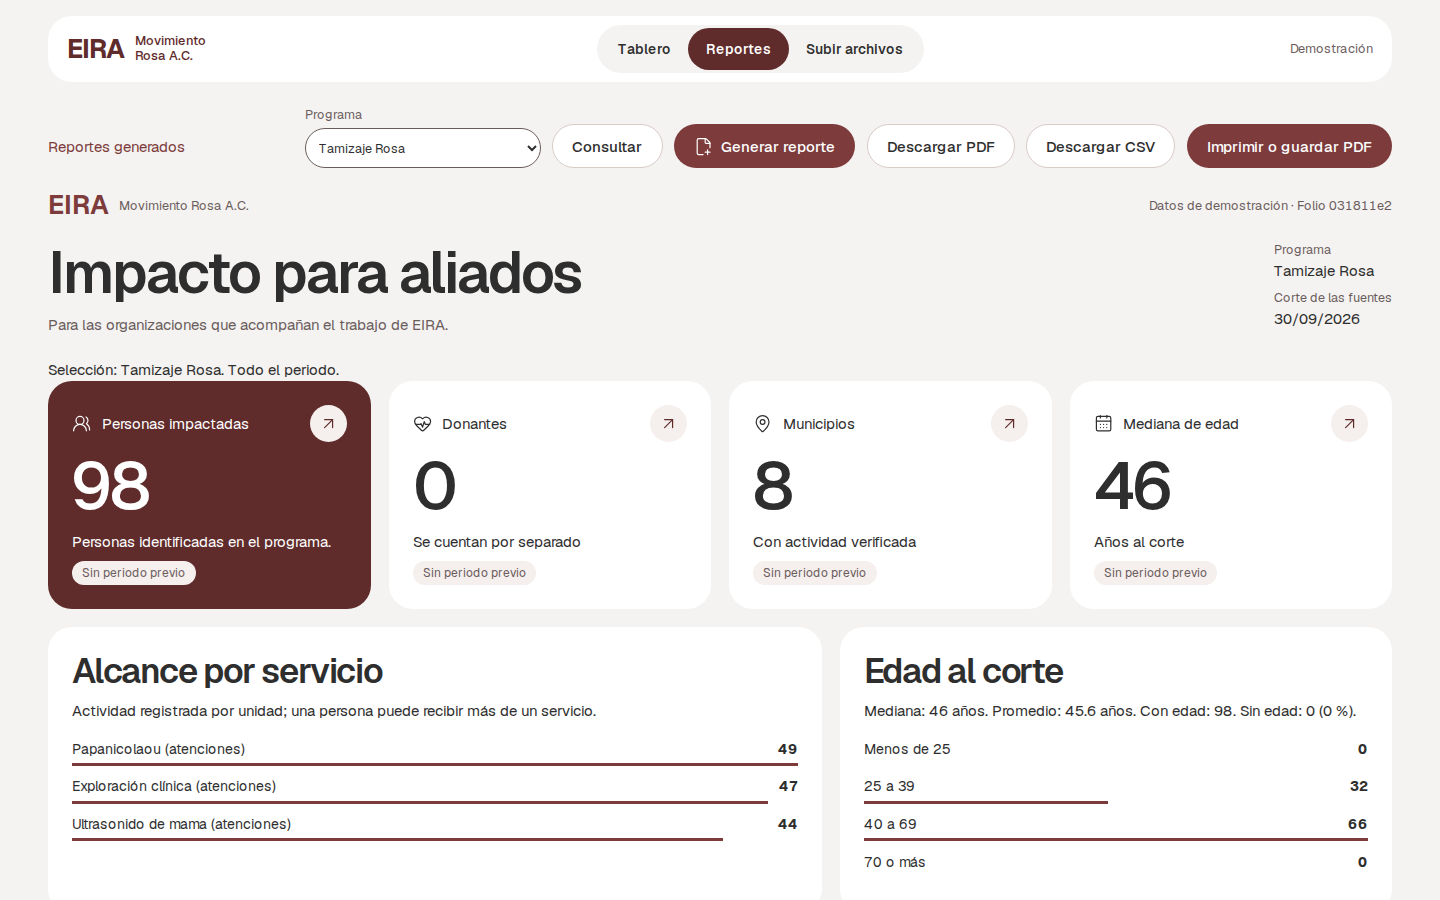 EIRA
Movimiento
Rosa A.C.
Tablero
Reportes
Subir archivos
Demostración
Reportes generados
Programa
Tamizaje Rosa
Consultar
Generar reporte
Descargar PDF
Descargar CSV
Imprimir o guardar PDF
EIRA Movimiento Rosa A.C.
Datos de demostración · Folio 031811e2
Impacto para aliados
Para las organizaciones que acompañan el trabajo de EIRA.
Programa
Tamizaje Rosa
Corte de las fuentes
30/09/2026
Selección: Tamizaje Rosa. Todo el periodo.
Personas impactadas
98
Personas identificadas en el programa.
Sin periodo previo
Donantes
0
Se cuentan por separado
Sin periodo previo
Municipios
8
Con actividad verificada
Sin periodo previo
Mediana de edad
46
Años al corte
Sin periodo previo
Alcance por servicio
Actividad registrada por unidad; una persona puede recibir más de un servicio.
Papanicolaou (atenciones) 49
Exploración clínica (atenciones) 47
Ultrasonido de mama (atenciones) 44
Edad al corte
Mediana: 46 años. Promedio: 45.6 años. Con edad: 98. Sin edad: 0 (0 %).
Menos de 25 0
25 a 39 32
40 a 69 66
70 o más 0